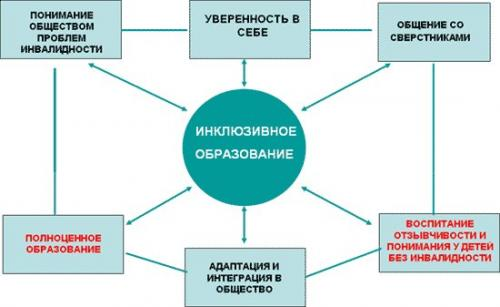 ПОНИМАНИЕ
ОБЩЕСТВОМ
ПРОБЛЕМ
ИНВАЛИДНОСТИ
УВЕРЕННОСТЬ В
СЕБЕ
ОБЩЕНИЕ СО
СВЕРСТНИКАМИ
ИНКЛЮЗИВНОЕ
ОБРАЗОВАНИЕ
ПОЛНОЦЕННОЕ
ОБРАЗОВАНИЕ
АДАПТАЦИЯ И
ИНТЕГРАЦИЯ В
ОБЩЕСТВО
ВОСПИТАНИЕ
ОТЗЫВЧИВОСТИ И
ПОНИМАНИЯ У ДЕТЕЙ
БЕЗ ИНВАЛИДНОСТИ